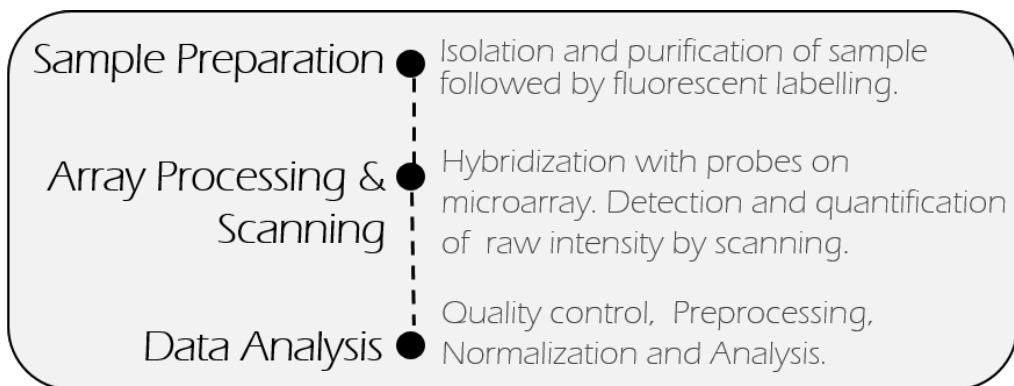 Sample Preparation
Isolation and purification of sample
followed by fluorescent labelling.
Array Processing &
Scanning
Hybridization with probes on
microarray. Detection and quantification
of raw intensity by scanning.
Data Analysis
Quality control, Preprocessing,
Normalization and Analysis.